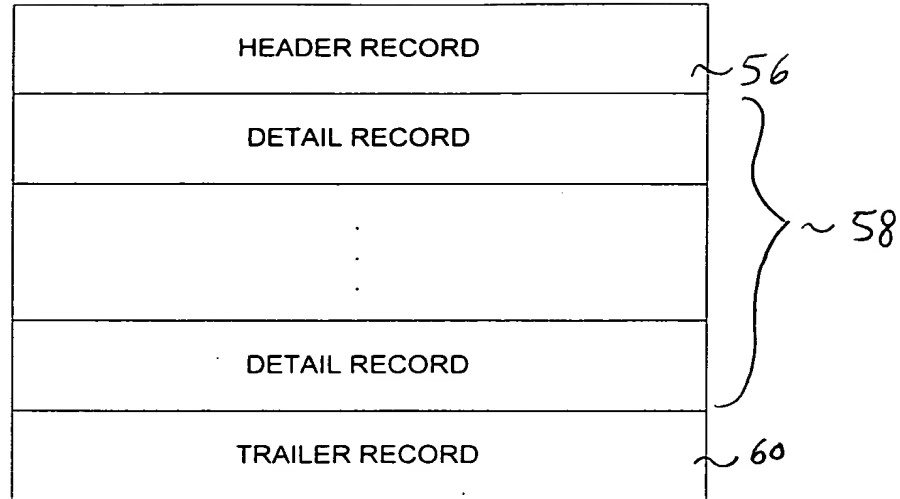 HEADER RECORD
~ 56
DETAIL RECORD
.
.
.
~ 58
DETAIL RECORD
TRAILER RECORD
~ 60